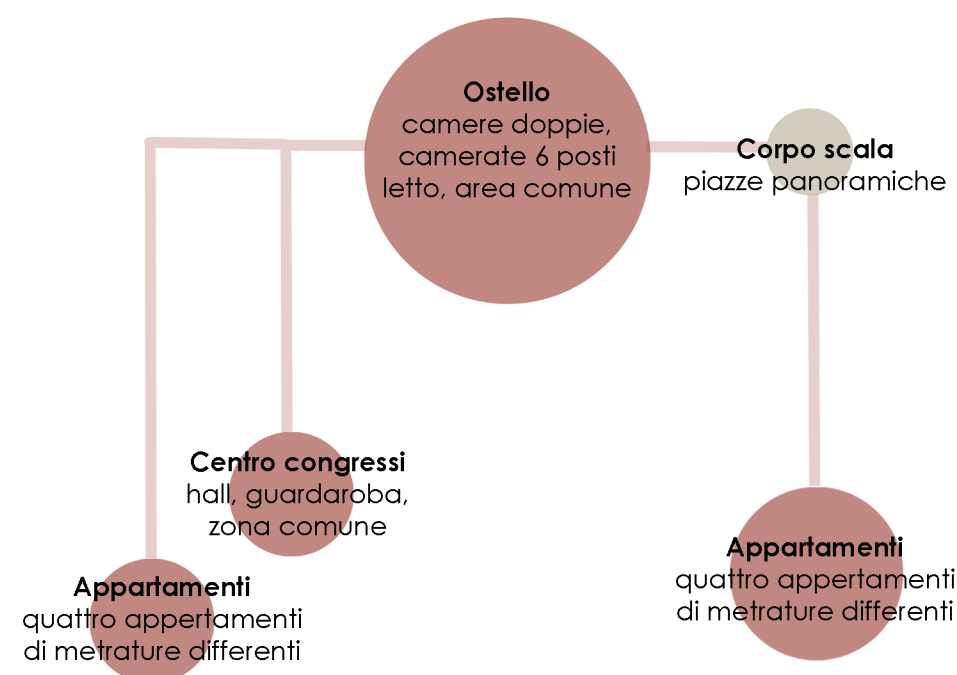 Ostello
camere doppie,
camerate 6 posti
letto, area comune
Corpo scala
piazze panoramiche
Centro congressi
hall, guardaroba,
zona comune
Appartamenti
quattro appertamenti
di metrature differenti
Appartamenti
quattro appertamenti
di metrature differenti